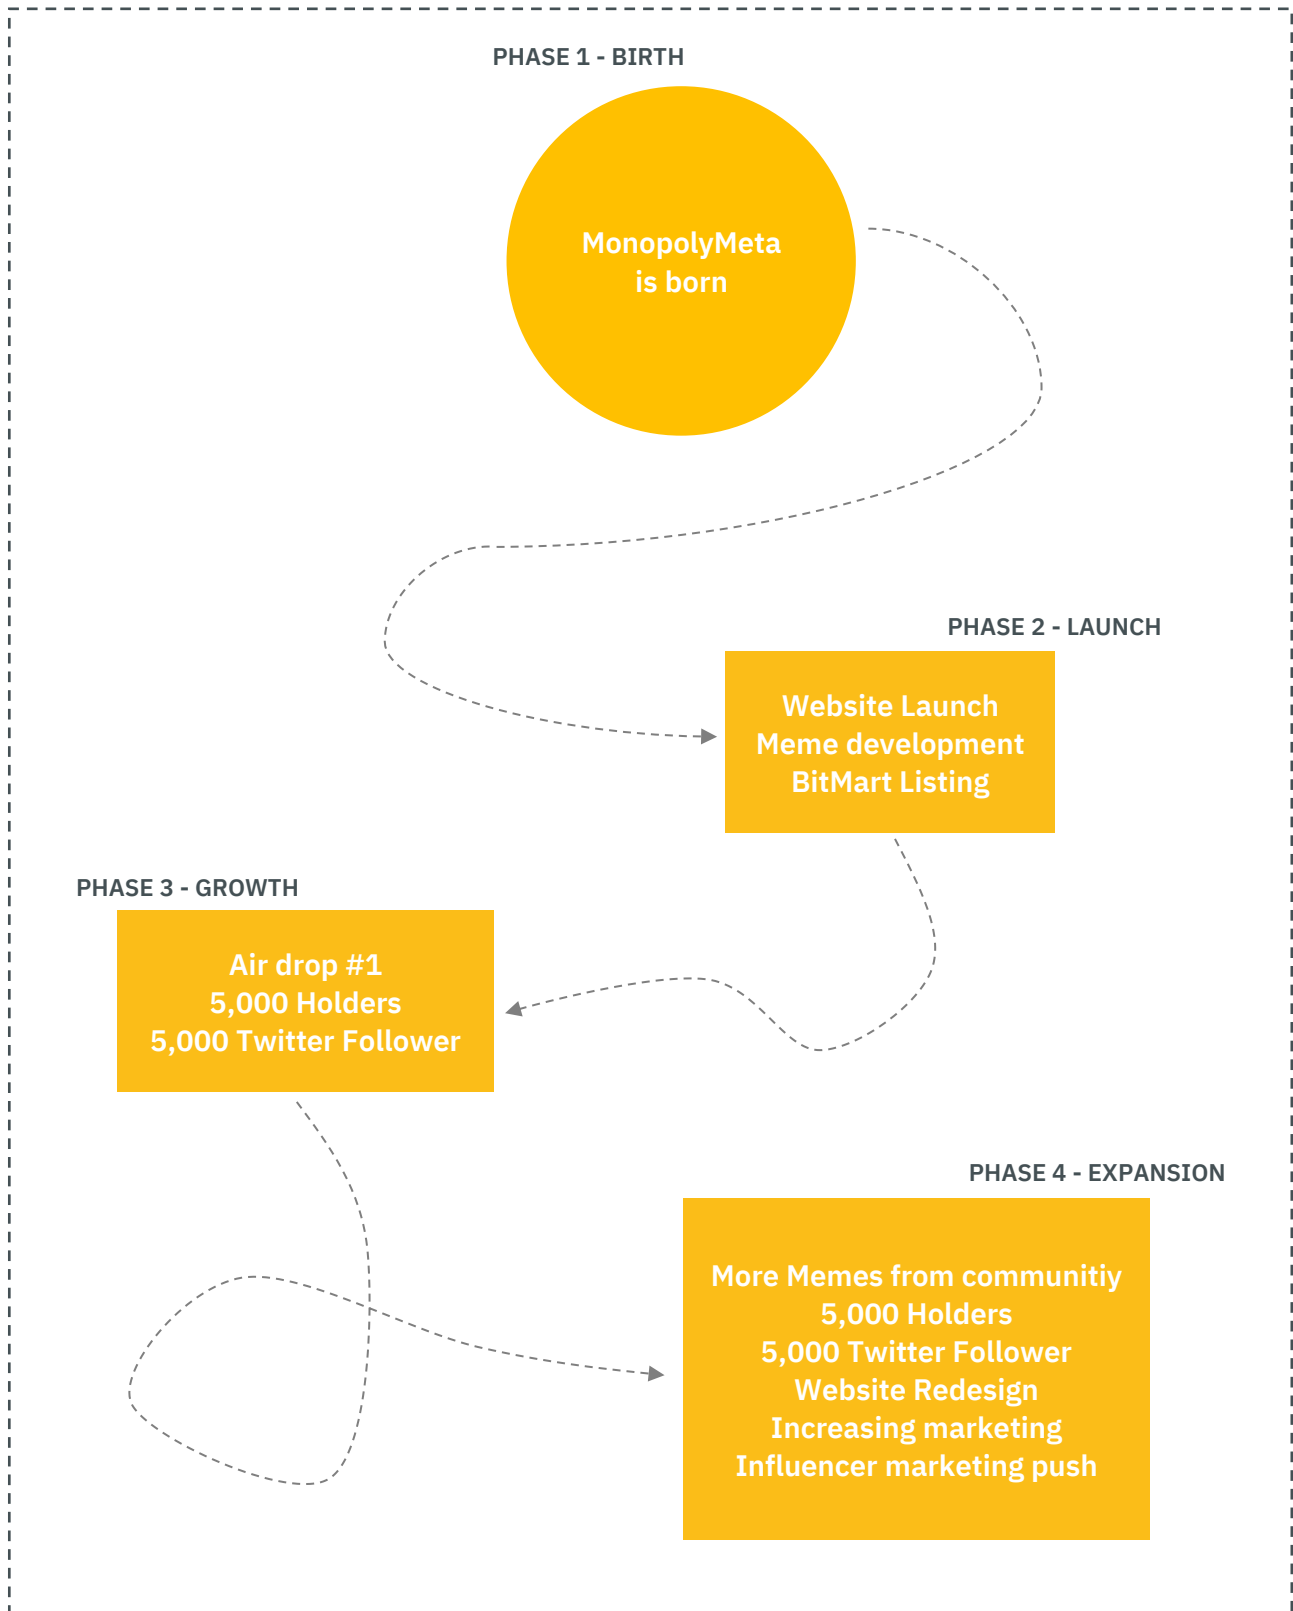 PHASE 1 - BIRTH
MonopolyMeta
is born
PHASE 2 - LAUNCH
Website Launch
Meme development
BitMart Listing
PHASE 3 - GROWTH
Air drop #1
5,000 Holders
5,000 Twitter Follower
PHASE 4 - EXPANSION
More Memes from communitiy
5,000 Holders
5,000 Twitter Follower
Website Redesign
Increasing marketing
Influencer marketing push